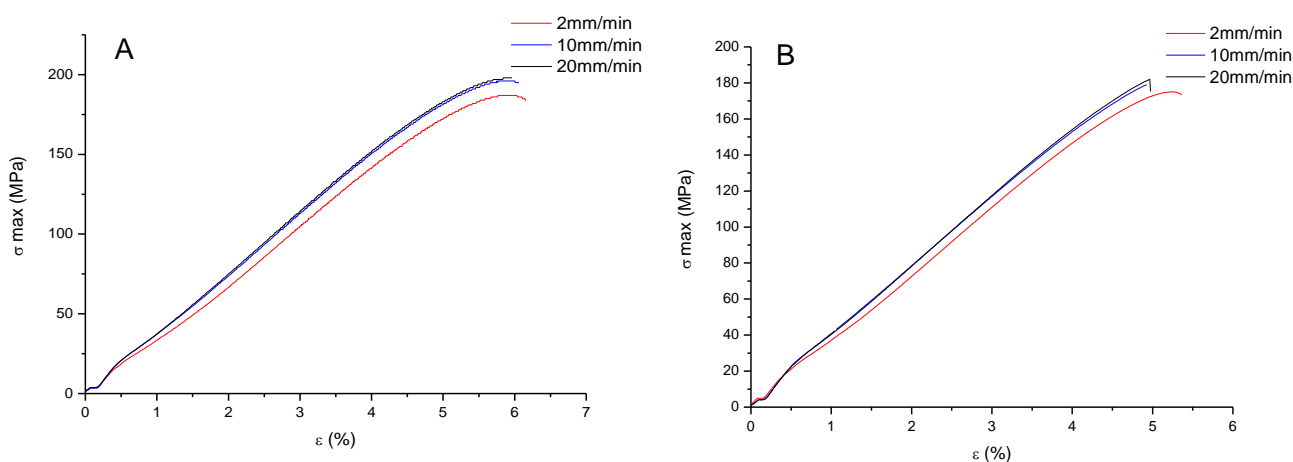 A
2mm/min
10mm/min
20mm/min
200
150
100
50
0
0 1 2 3 4 5 6 7
σ max (MPa)
ε (%)
B
2mm/min
10mm/min
20mm/min
200
180
160
140
120
100
80
60
40
20
0
0 1 2 3 4 5 6
σ max (MPa)
ε (%)